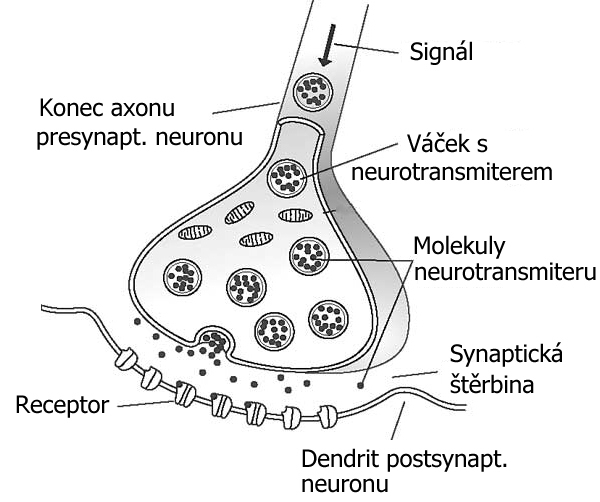 Signál
Konec axonu
presynapt. neuronu
Váček s
neurotransmiterem
Molekuly
neurotransmiteru
Synaptická
štěrbina
Receptor
Dendrit postsynapt.
neuronu